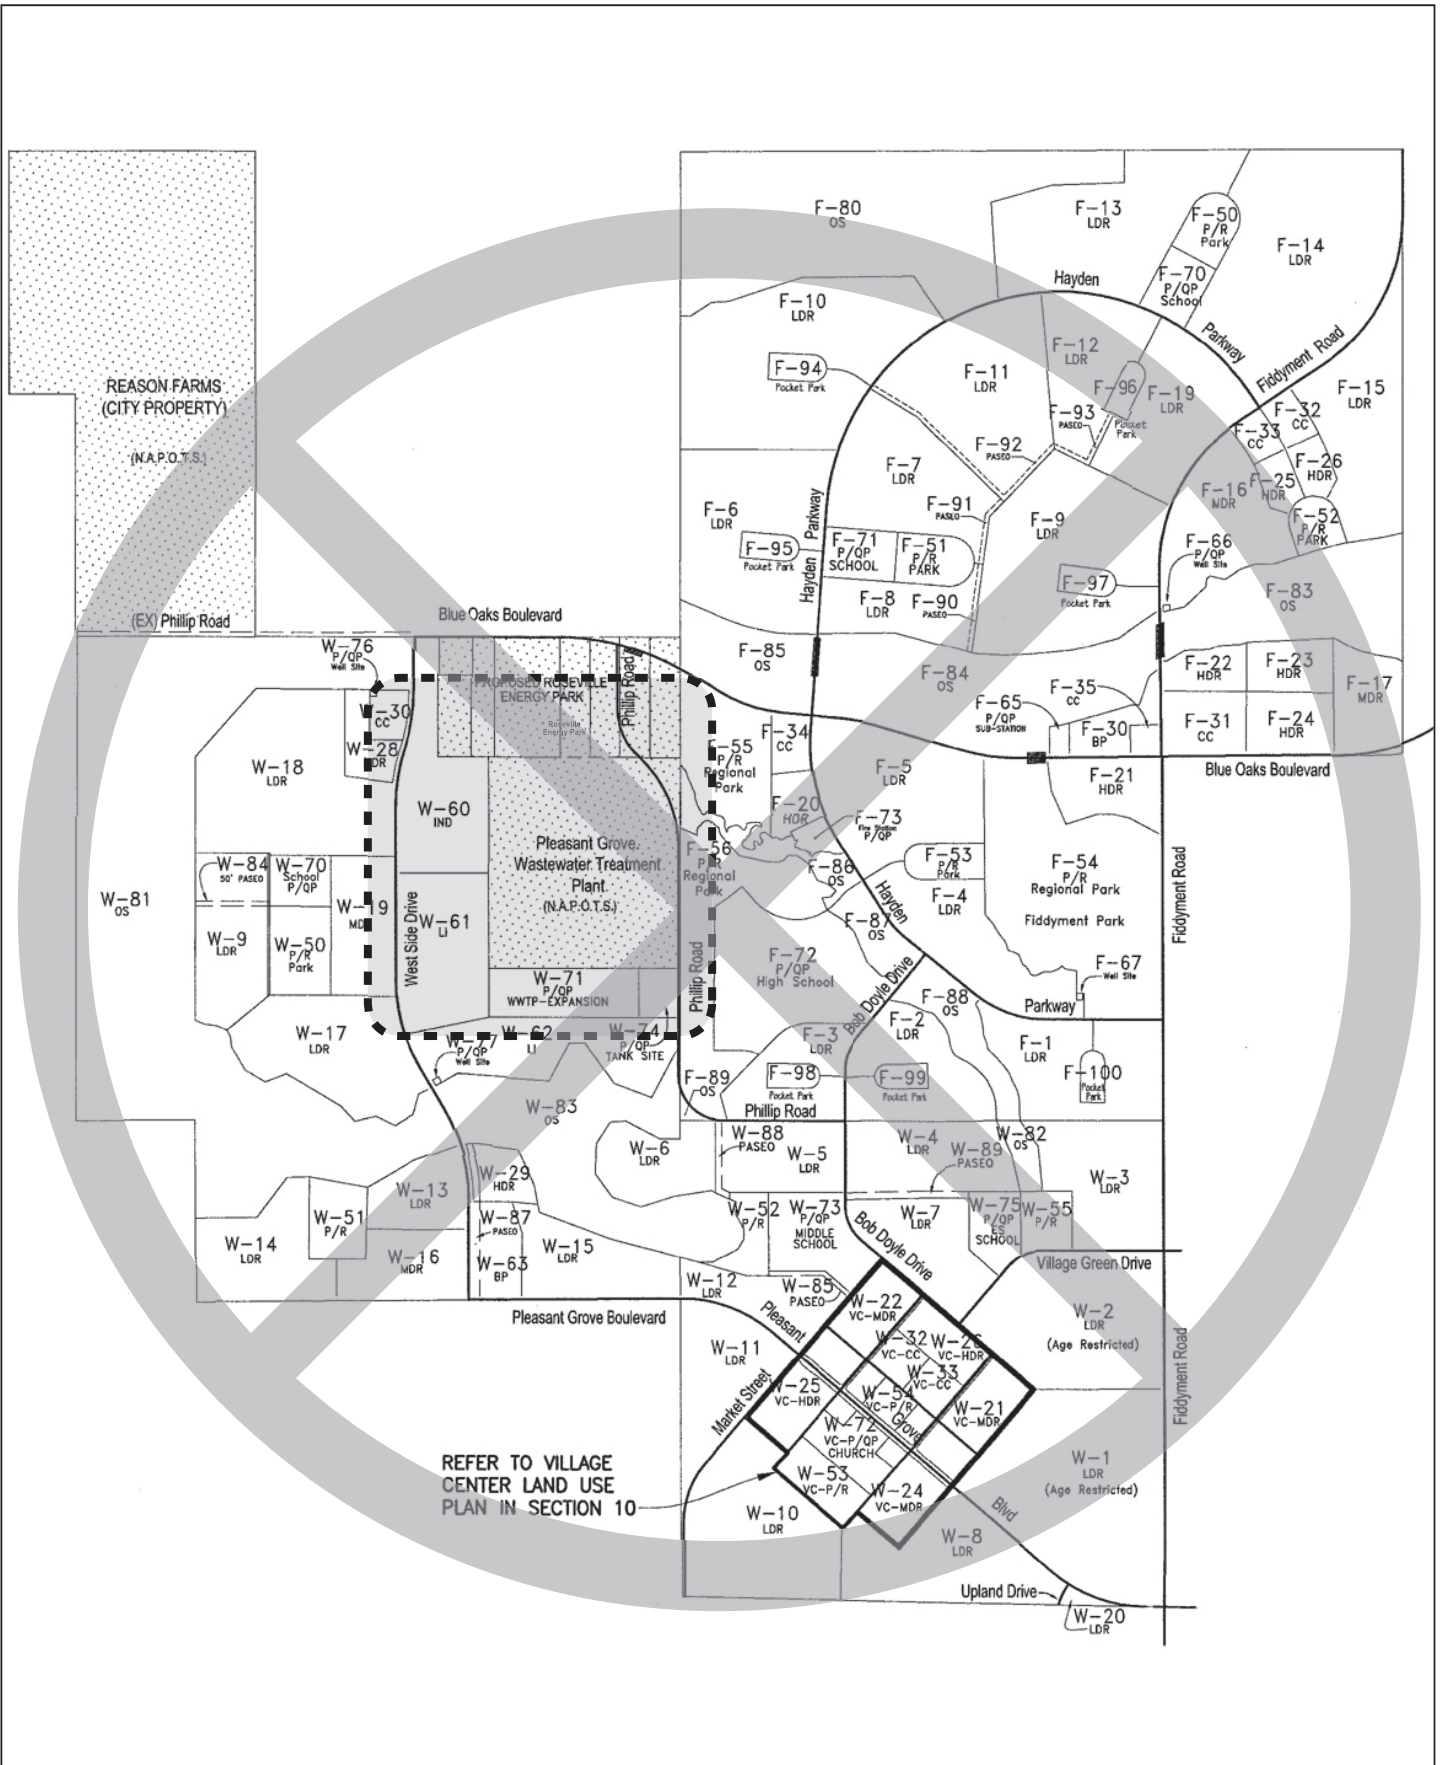 F-80
OS
F-13
LDR
F-50
P/R
Park
F-14
LDR
F-70
P/QP
School
Hayden
Parkway
Fiddyment Road
F-10
LDR
F-12
LDR
F-11
LDR
F-94
Pocket Park
F-96
Pocket
Park
F-19
LDR
F-15
LDR
REASON FARMS
(CITY PROPERTY)
(N.A.P.O.T.S.)
F-93
PASEO
F-92
PASEO
F-32
CC
F-33
CC
F-26
HDR
F-25
HDR
F-16
MDR
F-52
P/R
PARK
F-7
LDR
F-91
PASEO
F-9
LDR
F-6
LDR
Hayden Parkway
F-95
Pocket Park
F-71
P/QP
SCHOOL
F-51
P/R
PARK
F-66
P/QP
Well Site
F-97
Pocket Park
F-83
OS
F-8
LDR
F-90
PASEO
(EX) Phillip Road
Blue Oaks Boulevard
W-76
P/QP
Well Site
F-85
OS
F-84
OS
F-22
HDR
F-23
HDR
F-17
MDR
F-35
CC
F-65
P/QP
SUB-STATION
F-30
BP
F-31
CC
F-24
HDR
PROPOSED ROSEVILLE
ENERGY PARK
Roseville
Energy Park
Phillip Road
W-30
CC
W-28
DR
F-55
P/R
Regional
Park
F-34
CC
F-5
LDR
Blue Oaks Boulevard
F-21
HDR
W-18
LDR
W-60
IND
F-20
HDR
F-73
Fire Station
P/QP
Pleasant Grove
Wastewater Treatment
Plant
(N.A.P.O.T.S.)
F-56
P/R
Regional
Park
F-86
OS
F-53
P/R
Park
F-54
P/R
Regional Park
Fiddyment Park
F-4
LDR
Hayden
Fiddyment Road
W-84
50' PASEO
W-70
School
P/QP
W-81
OS
W-19
MD
W-61
LI
West Side Drive
W-9
LDR
W-50
P/R
Park
F-87
OS
F-72
P/QP
High School
Phillip Road
Bob Doyle Drive
F-67
Well Site
W-71
P/QP
WWTP-EXPANSION
F-88
OS
Parkway
F-2
LDR
W-17
LDR
W-77
P/QP
Well Site
W-62
LI
W-74
P/QP
TANK SITE
F-3
LDR
F-1
LDR
F-89
OS
F-98
Pocket Park
F-99
Pocket Park
F-100
Pocket
Park
W-83
OS
Phillip Road
W-6
LDR
W-88
PASEO
W-5
LDR
W-4
LDR
W-89
PASEO
W-82
OS
W-3
LDR
W-29
HDR
W-13
LDR
W-51
P/R
W-87
PASEO
W-52
P/R
W-73
P/QP
MIDDLE
SCHOOL
W-7
LDR
W-75
P/QP
ES
SCHOOL
W-55
P/R
W-14
LDR
W-16
MDR
W-63
BP
W-15
LDR
Bob Doyle Drive
Village Green Drive
W-12
LDR
W-85
PASEO
Pleasant Grove Boulevard
Pleasant
W-22
VC-MDR
W-2
LDR
(Age Restricted)
W-11
LDR
W-32
VC-CC
W-26
VC-HDR
W-33
VC-CC
W-25
VC-HDR
W-54
VC-P/R
Grove
W-21
VC-MDR
Market Street
Fiddyment Road
W-72
VC-P/QP
CHURCH
W-53
VC-P/R
W-24
VC-MDR
W-1
LDR
(Age Restricted)
REFER TO VILLAGE
CENTER LAND USE
PLAN IN SECTION 10
W-10
LDR
Blvd
W-8
LDR
Upland Drive
W-20
LDR